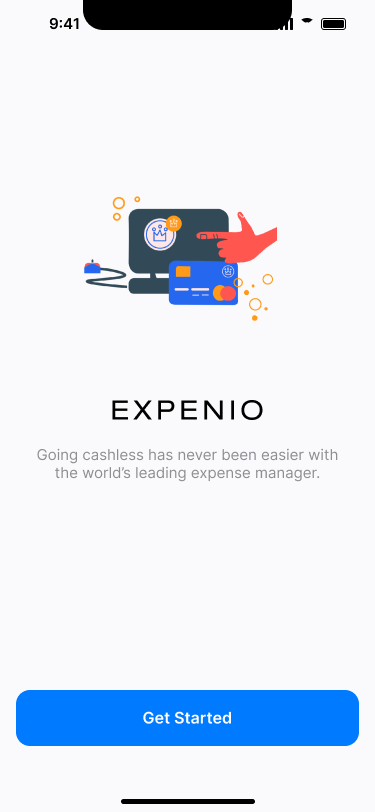 9:41
EXPENIO
Going cashless has never been easier with
the world’s leading expense manager.
Get Started